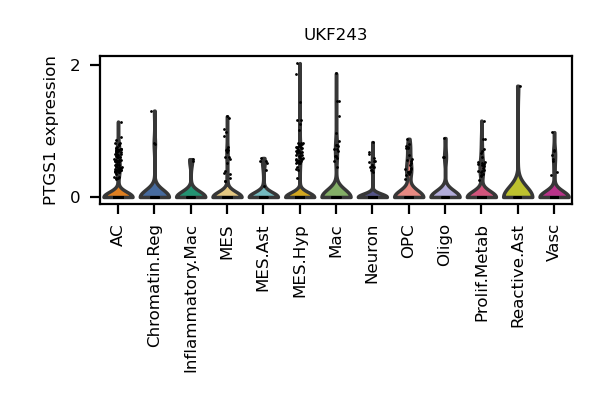 UKF243
PTGS1 expression
2
0
AC
Chromatin.Reg
Inflammatory.Mac
MES
MES.Ast
MES.Hyp
Mac
Neuron
OPC
Oligo
Prolif.Metab
Reactive.Ast
Vasc